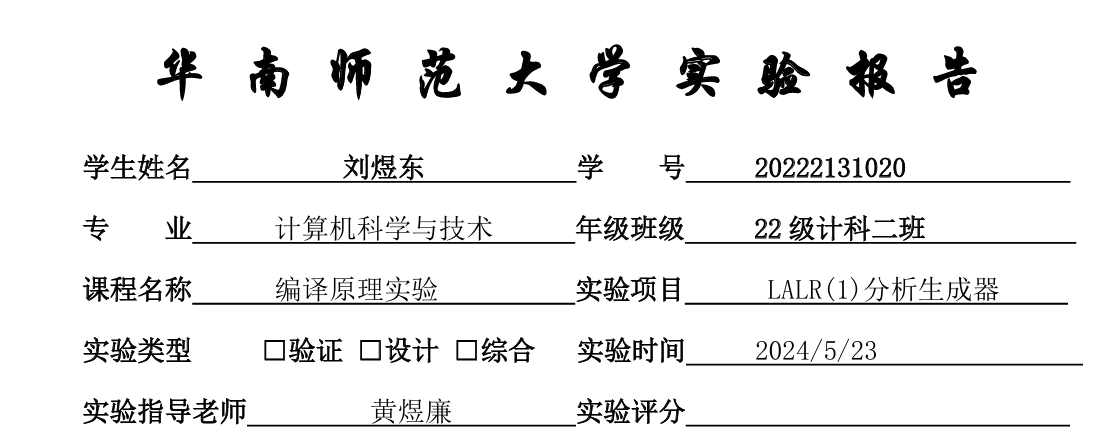 华南师范大学实验报告
学生姓名 刘煜东 学 号 20222131020
专 业 计算机科学与技术 年级班级 22 级计科二班
课程名称 编译原理实验 实验项目 LALR(1)分析生成器
实验类型 □验证 □设计 □综合 实验时间 2024/5/23
实验指导老师 黄煜廉 实验评分